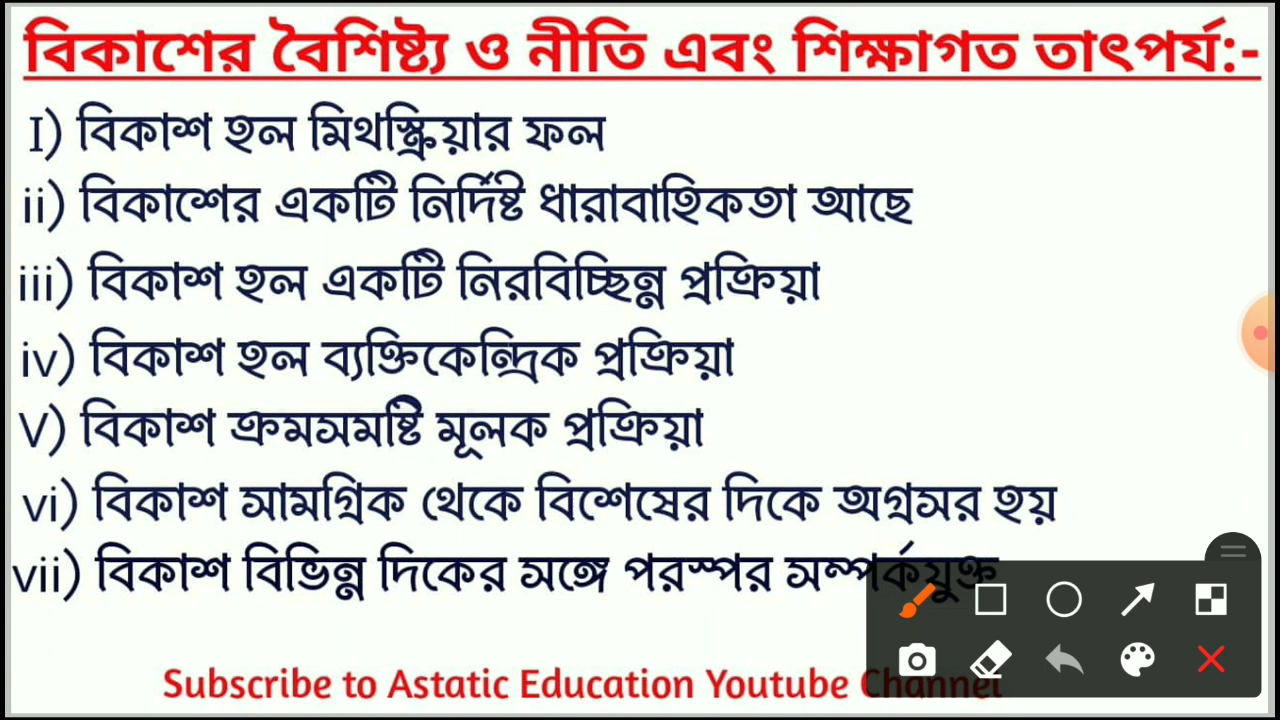 বিকাশের বৈশিষ্ট্য ও নীতি এবং শিক্ষাগত তাৎপর্য:-
I) বিকাশ হল মিথস্ক্রিয়ার ফল
ii) বিকাশের একটি নির্দিষ্ট ধারাবাহিকতা আছে
iii) বিকাশ হল একটি নিরবিচ্ছিন্ন প্রক্রিয়া
iv) বিকাশ হল ব্যক্তিকেন্দ্রিক প্রক্রিয়া
V) বিকাশ ক্রমসমষ্টি মূলক প্রক্রিয়া
vi) বিকাশ সামগ্রিক থেকে বিশেষের দিকে অগ্রসর হয়
vii) বিকাশ বিভিন্ন দিকের সঙ্গে পরস্পর সম্পর্কযুক্ত
Subscribe to Astatic Education Youtube Channel